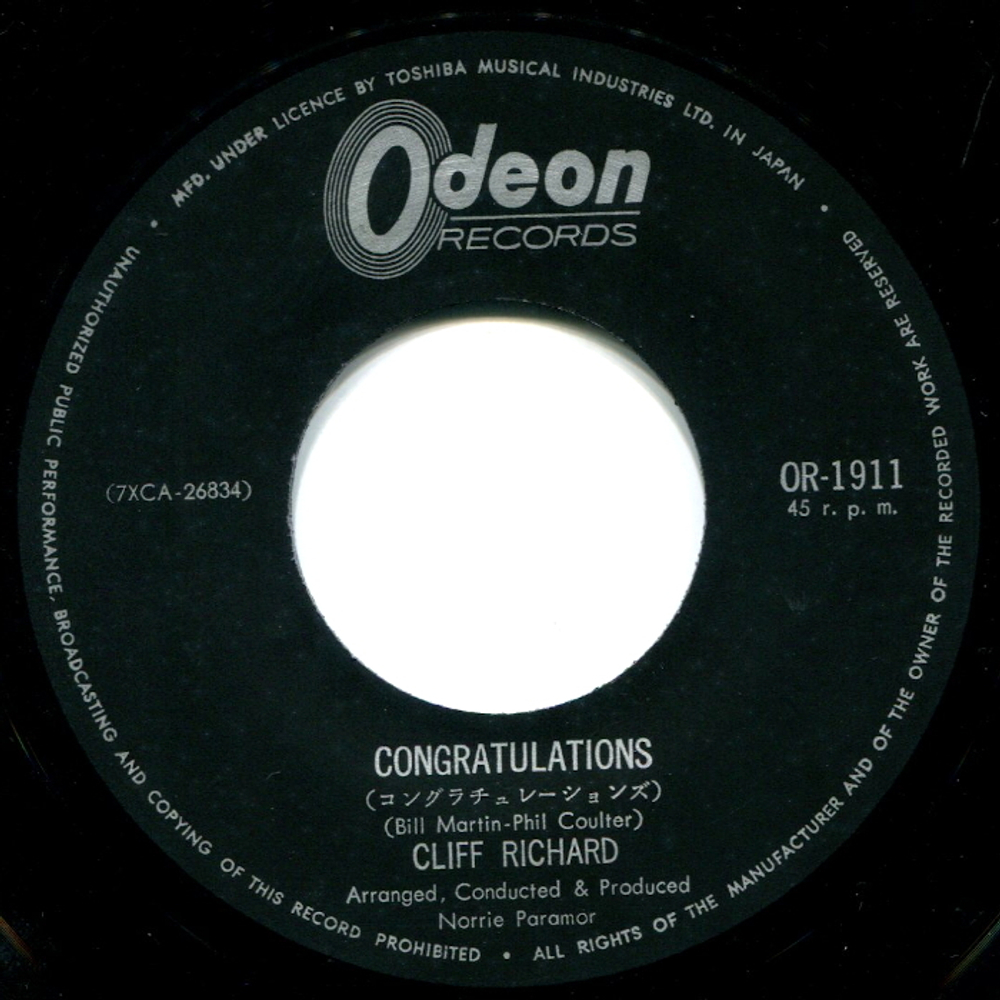 MFD. UNDER LICENCE BY TOSHIBA MUSICAL INDUSTRIES LTD. IN JAPAN
Odeon
RECORDS
(7XCA-26834)
OR-1911
45 r. p. m.
CONGRATULATIONS
(コングラチュレーションズ)
(Bill Martin-Phil Coulter)
CLIFF RICHARD
Arranged, Conducted & Produced
Norrie Paramor
UNAUTHORIZED PUBLIC PERFORMANCE, BROADCASTING AND COPYING OF THIS RECORD PROHIBITED • ALL RIGHTS OF THE MANUFACTURER AND OF THE OWNER OF THE RECORDED WORK ARE RESERVED